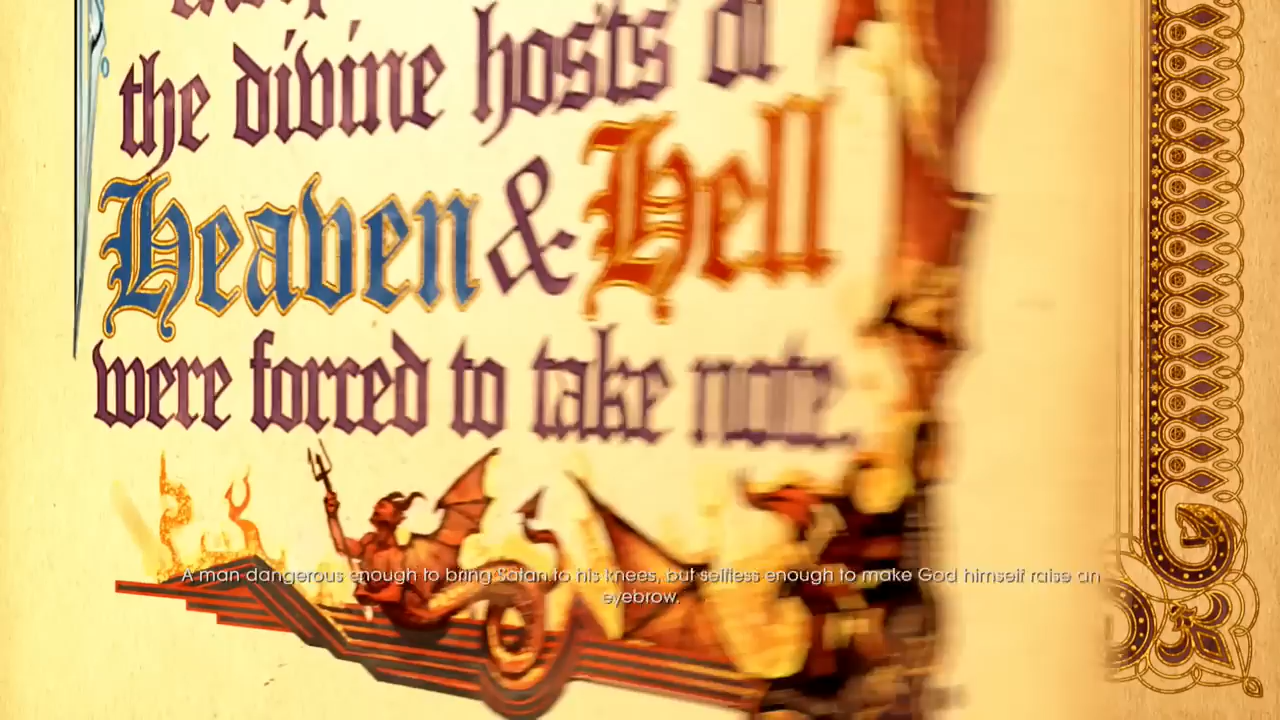 the divine hosts of
Heaven & Hell
were forced to take note.
A man dangerous enough to bring Satan to his knees, but selfless enough to make God himself raise an
eyebrow.